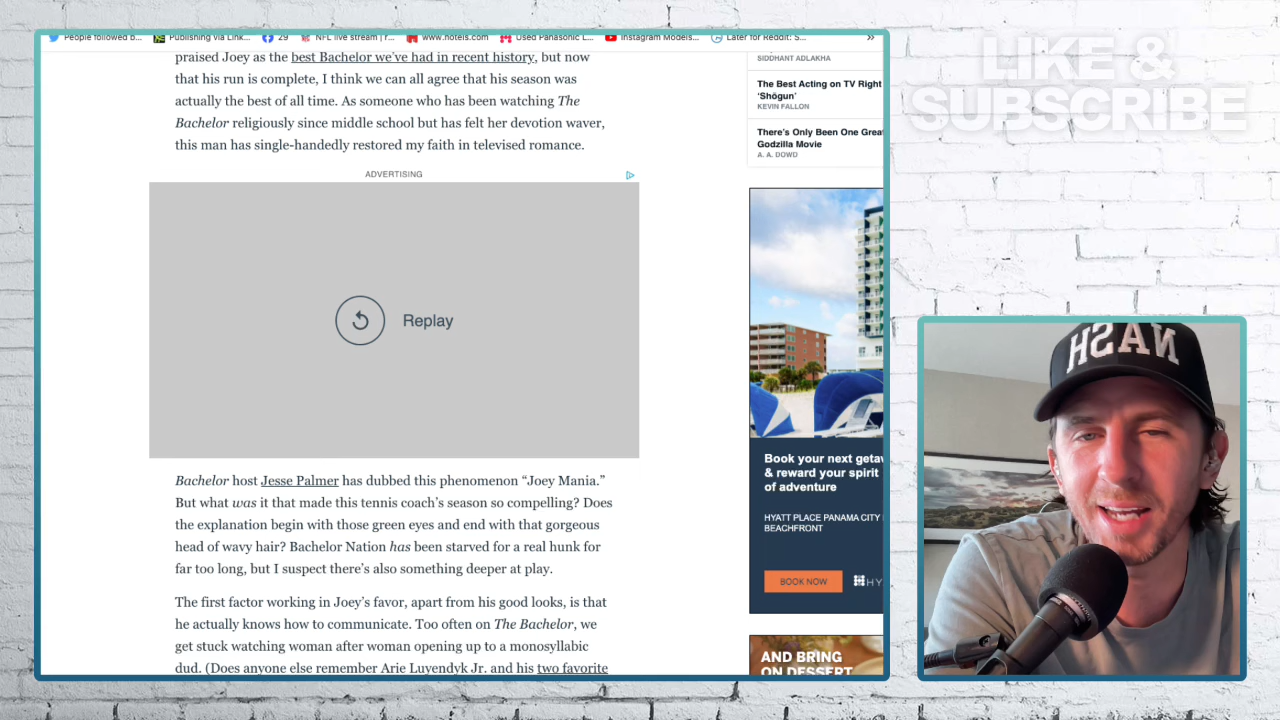 People followed b...
Publishing via Link...
29
NFL live stream | r...
www.hotels.com
Used Panasonic L...
Instagram Models...
Later for Reddit: S...
»
praised Joey as the best Bachelor we've had in recent history, but now
that his run is complete, I think we can all agree that his season was
actually the best of all time. As someone who has been watching The
Bachelor religiously since middle school but has felt her devotion waver,
this man has single-handedly restored my faith in televised romance.
ADVERTISING
Replay
Bachelor host Jesse Palmer has dubbed this phenomenon “Joey Mania.”
But what was it that made this tennis coach's season so compelling? Does
the explanation begin with those green eyes and end with that gorgeous
head of wavy hair? Bachelor Nation has been starved for a real hunk for
far too long, but I suspect there's also something deeper at play.
The first factor working in Joey's favor, apart from his good looks, is that
he actually knows how to communicate. Too often on The Bachelor, we
get stuck watching woman after woman opening up to a monosyllabic
dud. (Does anyone else remember Arie Luyendyk Jr. and his two favorite
SIDDHANT ADLAKHA
The Best Acting on TV Right
'Shōgun'
KEVIN FALLON
There's Only Been One Grea
Godzilla Movie
A. A. DOWD
Book your next geta
& reward your spirit
of adventure
HYATT PLACE PANAMA CITY
BEACHFRONT
BOOK NOW
HY
AND BRING
ON DESSERT
LIKE &
SUBSCRIBE
NASH